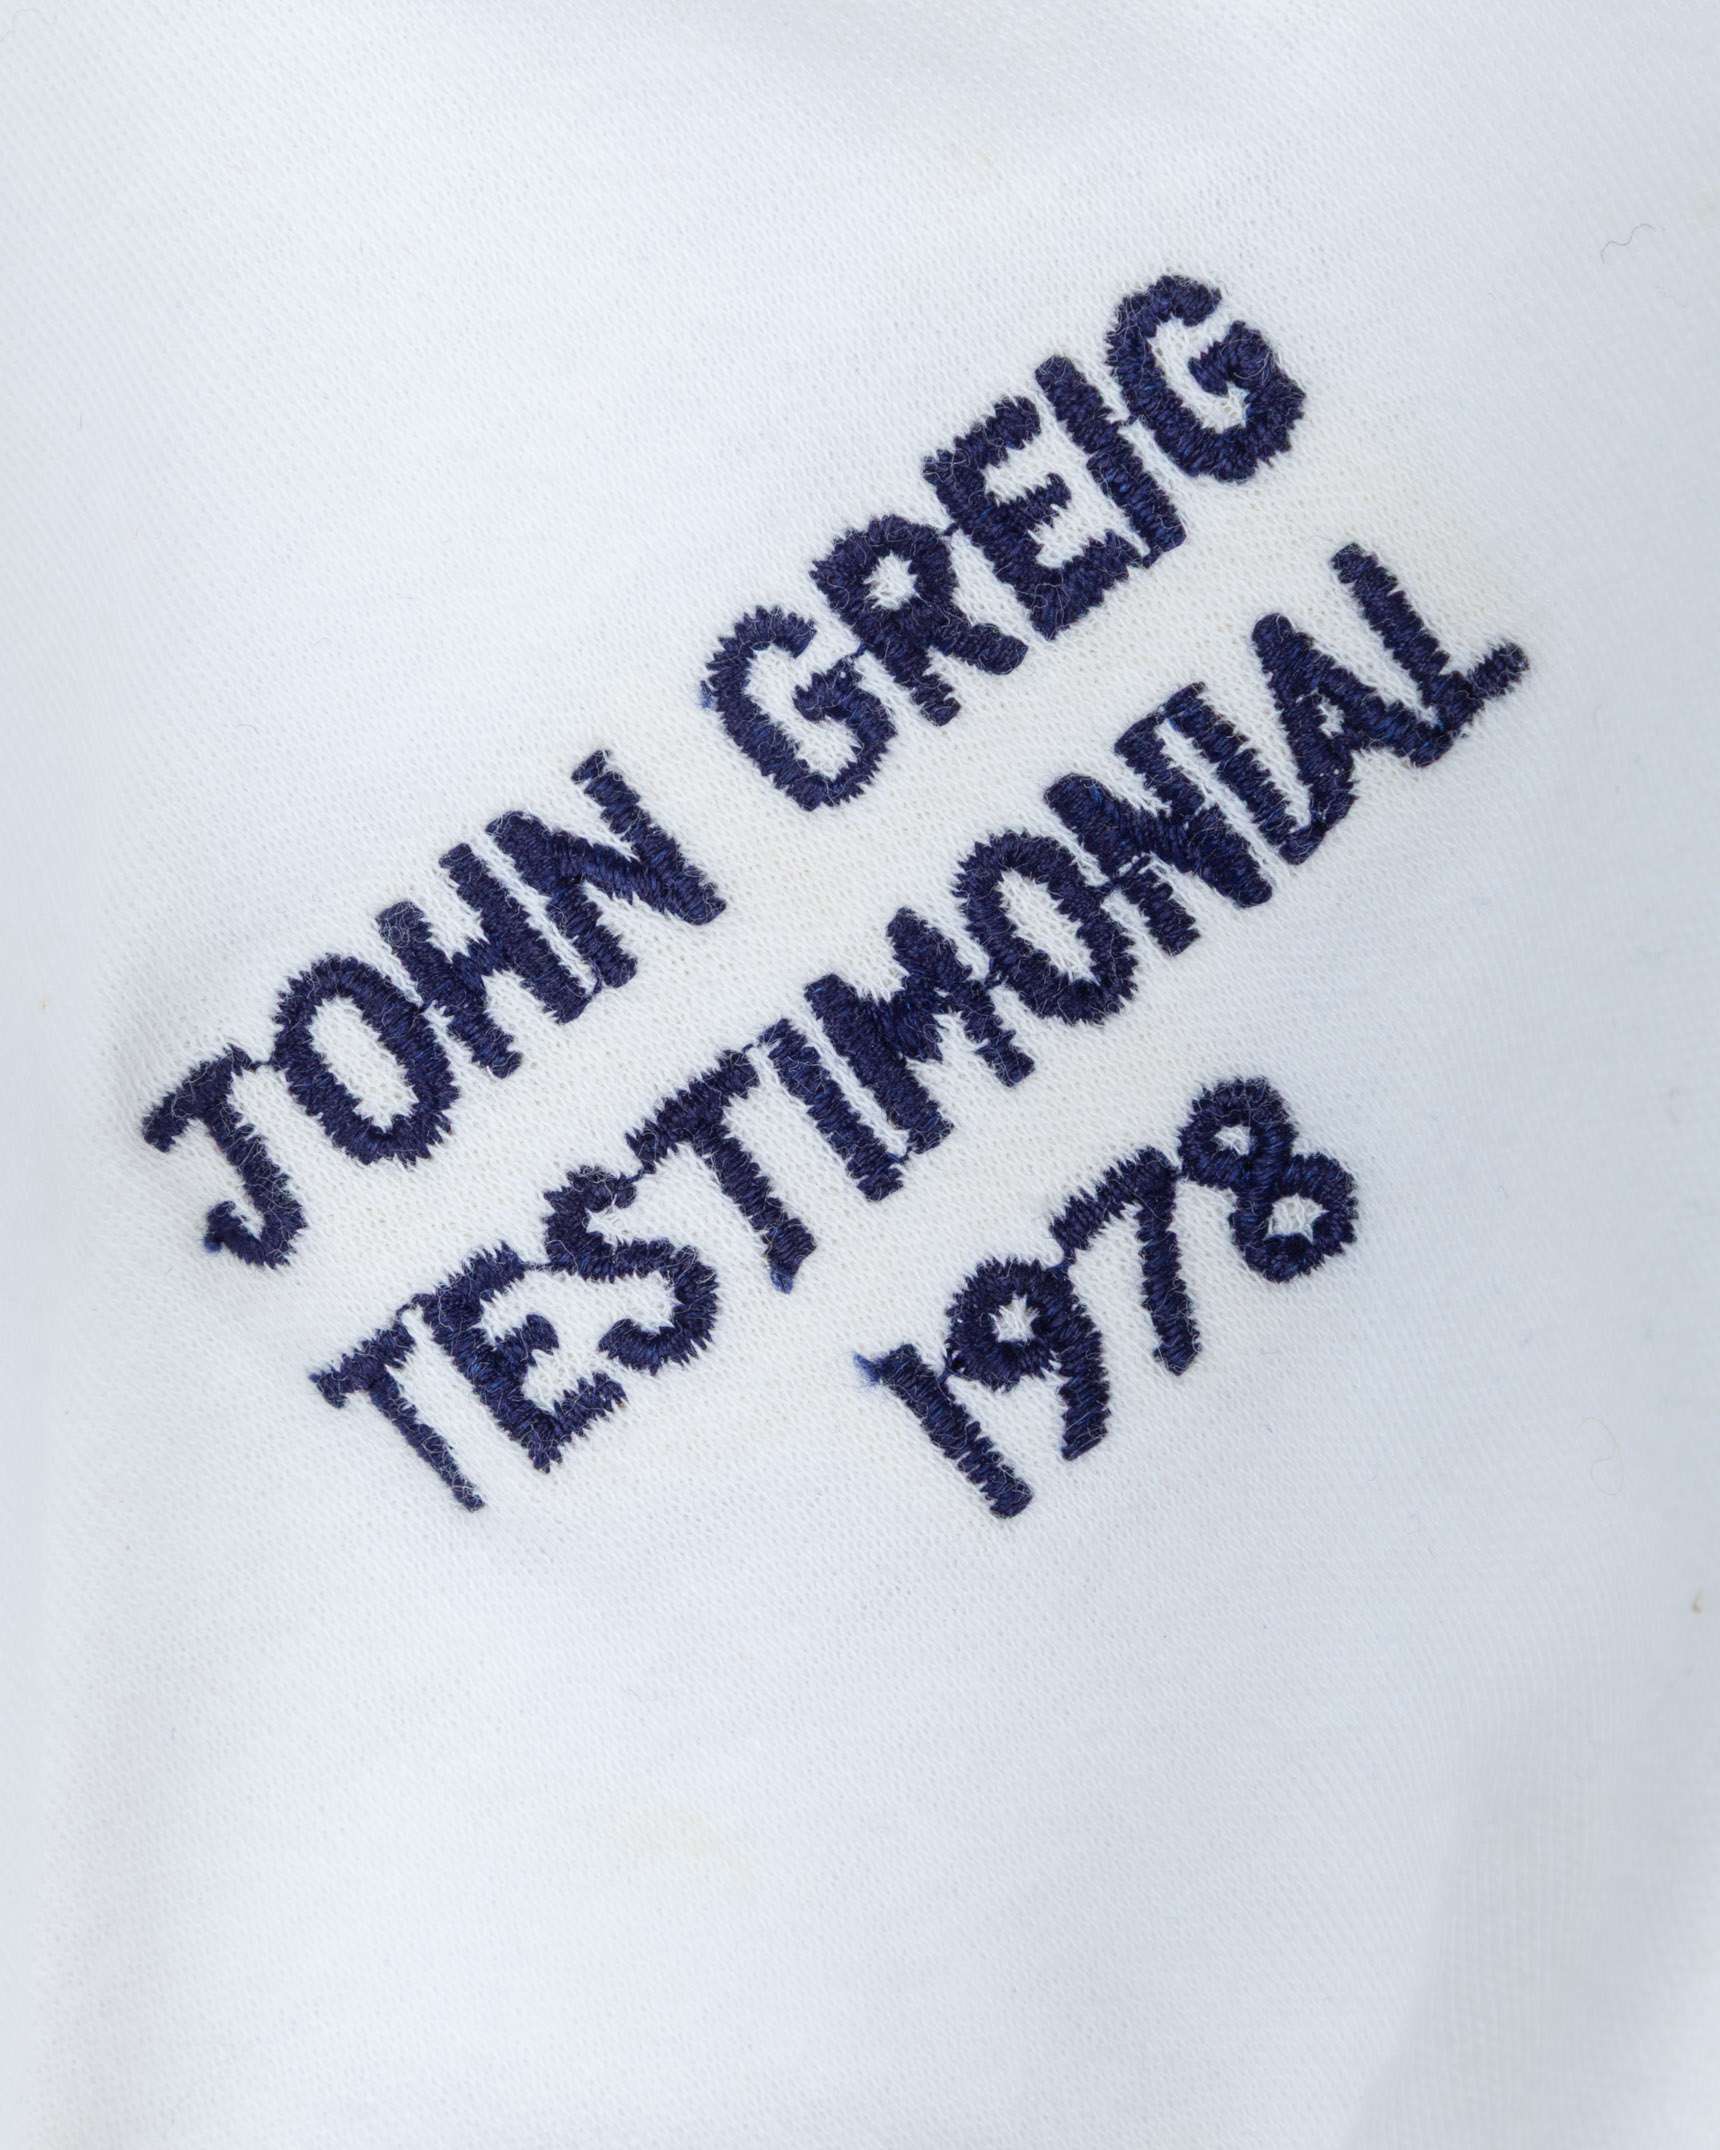 JOHN GREIG
TESTIMONIAL
1978